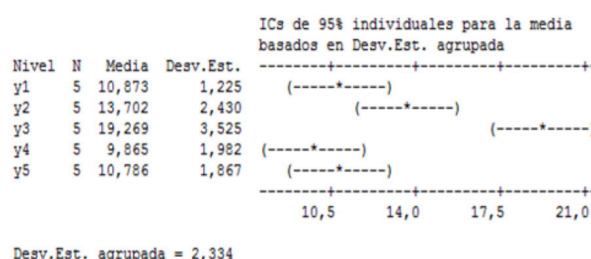 ICs de 95% individuales para la media
basados en Desv.Est. agrupada
Nivel N Media Desv.Est. --------+---------+---------+---------+
y1 5 10,873 1,225 (-----*-----)
y2 5 13,702 2,430 (-----*-----)
y3 5 19,269 3,525 (-----*-----
y4 5 9,865 1,982 (-----*-----)
y5 5 10,786 1,867 (-----*-----)
--------+---------+---------+---------+
10,5 14,0 17,5 21,0
Desv.Est. agrupada = 2,334